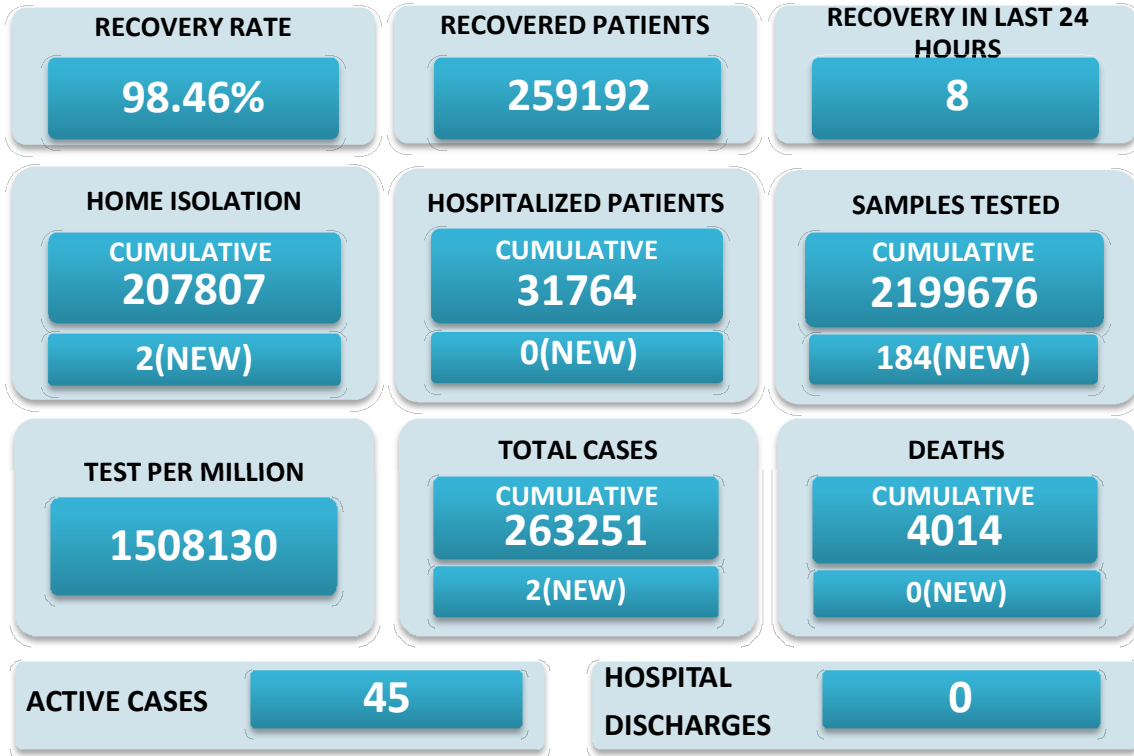 RECOVERY RATE
98.46%
RECOVERED PATIENTS
259192
RECOVERY IN LAST 24
HOURS
8
HOME ISOLATION
CUMULATIVE
207807
2(NEW)
HOSPITALIZED PATIENTS
CUMULATIVE
31764
0(NEW)
SAMPLES TESTED
CUMULATIVE
2199676
184(NEW)
TEST PER MILLION
1508130
TOTAL CASES
CUMULATIVE
263251
2(NEW)
DEATHS
CUMULATIVE
4014
0(NEW)
ACTIVE CASES
45
HOSPITAL
DISCHARGES
0